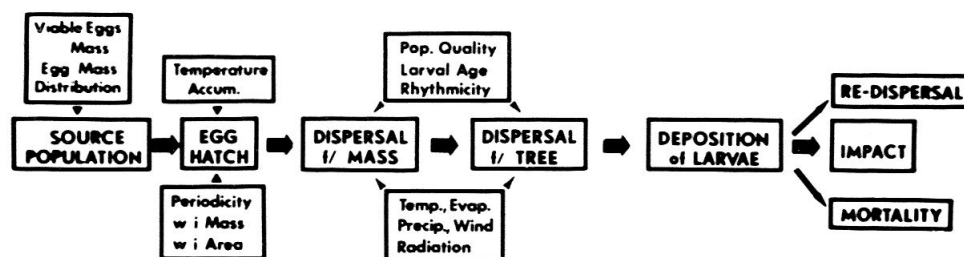 Viable Eggs
Mass
Egg Mass
Distribution
Temperature
Accum.
Pop. Quality
Larval Age
Rhythmicity
SOURCE
POPULATION
EGG
HATCH
DISPERSAL
f/ MASS
DISPERSAL
f/ TREE
DEPOSITION
of LARVAE
RE-DISPERSAL
IMPACT
MORTALITY
Periodicity
w i Mass
w i Area
Temp., Evap.
Precip., Wind
Radiation